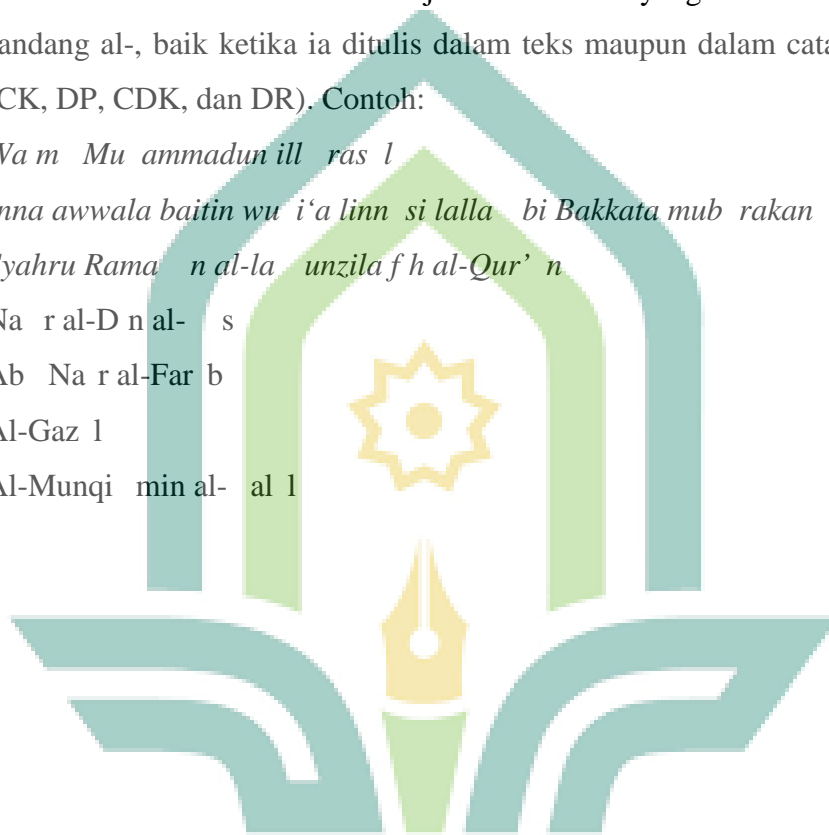 andang al-, baik ketika ia ditulis dalam teks maupun dalam cata
CK, DP, CDK, dan DR). Contoh:
Wa m Mu ammadun ill ras l
nna awwala baitin wu i‘a linn si lalla bi Bakkata mub rakan
yahru Rama n al-la unzila f h al-Qur’ n
Na r al-D n al- s
Ab Na r al-Far b
Al-Gaz l
Al-Munqi min al- al l